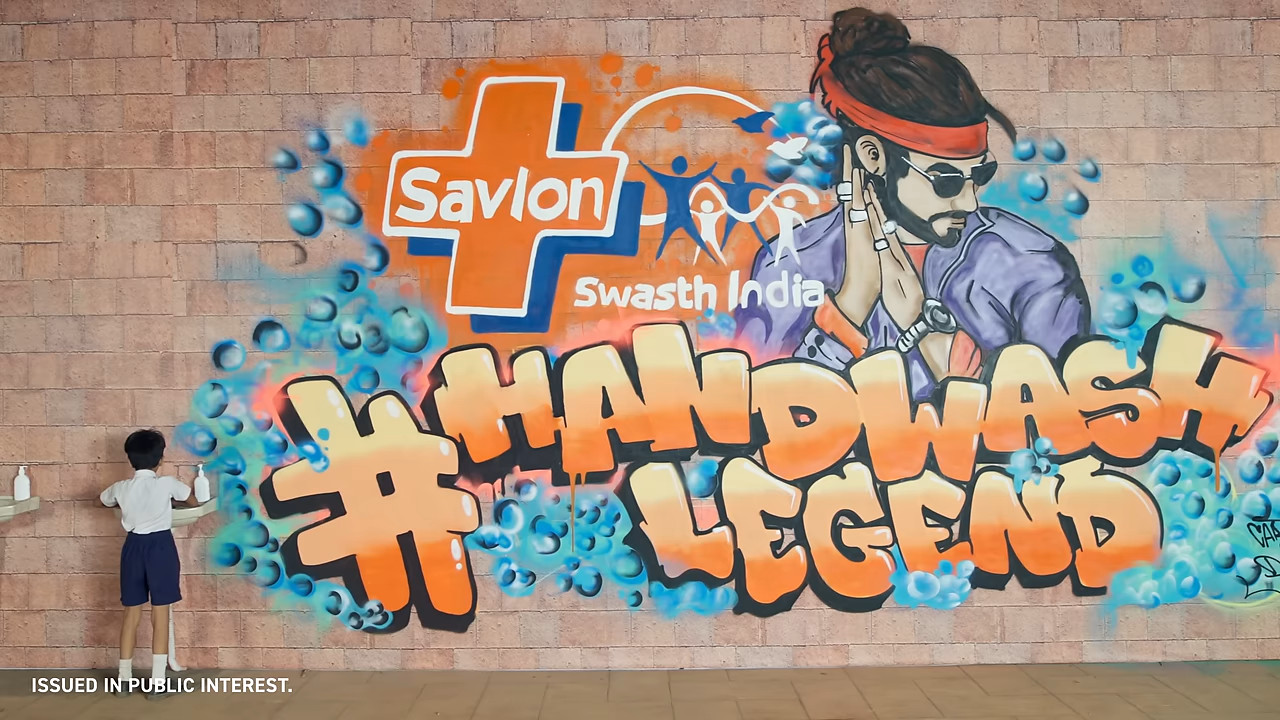 Savlon
Swasth India
#HANDWASH
LEGEND
ISSUED IN PUBLIC INTEREST.